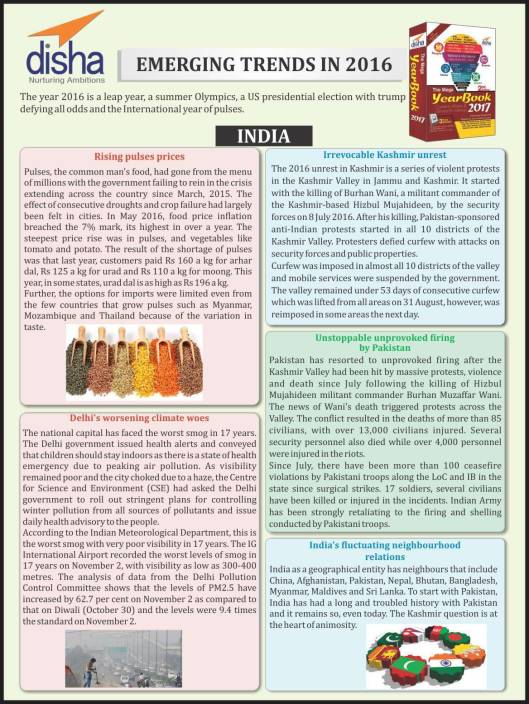 disha
Nurturing Ambitions
EMERGING TRENDS IN 2016
disha
The Mega
YearBook
2017
The Mega
YearBook
2017
The year 2016 is a leap year, a summer Olympics, a US presidential election with trump
defying all odds and the International year of pulses.
INDIA
Rising pulses prices
Pulses, the common man's food, had gone from the menu
of millions with the government failing to rein in the crisis
extending across the country since March, 2015. The
effect of consecutive droughts and crop failure had largely
been felt in cities. In May 2016, food price inflation
breached the 7% mark, its highest in over a year. The
steepest price rise was in pulses, and vegetables like
tomato and potato. The result of the shortage of pulses
was that last year, customers paid Rs 160 a kg for arhar
dal, Rs 125 a kg for urad and Rs 110 a kg for moong. This
year, in some states, urad dal is as high as Rs 196 a kg.
Further, the options for imports were limited even from
the few countries that grow pulses such as Myanmar,
Mozambique and Thailand because of the variation in
taste.
Delhi's worsening climate woes
The national capital has faced the worst smog in 17 years.
The Delhi government issued health alerts and conveyed
that children should stay indoors as there is a state of health
emergency due to peaking air pollution. As visibility
remained poor and the city choked due to a haze, the Centre
for Science and Environment (CSE) had asked the Delhi
government to roll out stringent plans for controlling
winter pollution from all sources of pollutants and issue
daily health advisory to the people.
According to the Indian Meteorological Department, this is
the worst smog with very poor visibility in 17 years. The IG
International Airport recorded the worst levels of smog in
17 years on November 2, with visibility as low as 300-400
metres. The analysis of data from the Delhi Pollution
Control Committee shows that the levels of PM2.5 have
increased by 62.7 per cent on November 2 as compared to
that on Diwali (October 30) and the levels were 9.4 times
the standard on November 2.
Irrevocable Kashmir unrest
The 2016 unrest in Kashmir is a series of violent protests
in the Kashmir Valley in Jammu and Kashmir. It started
with the killing of Burhan Wani, a militant commander of
the Kashmir-based Hizbul Mujahideen, by the security
forces on 8 July 2016. After his killing, Pakistan-sponsored
anti-Indian protests started in all 10 districts of the
Kashmir Valley. Protesters defied curfew with attacks on
security forces and public properties.
Curfew was imposed in almost all 10 districts of the valley
and mobile services were suspended by the government.
The valley remained under 53 days of consecutive curfew
which was lifted from all areas on 31 August, however, was
reimposed in some areas the next day.
Unstoppable unprovoked firing
by Pakistan
Pakistan has resorted to unprovoked firing after the
Kashmir Valley had been hit by massive protests, violence
and death since July following the killing of Hizbul
Mujahideen militant commander Burhan Muzaffar Wani.
The news of Wani's death triggered protests across the
Valley. The conflict resulted in the deaths of more than 85
civilians, with over 13,000 civilians injured. Several
security personnel also died while over 4,000 personnel
were injured in the riots.
Since July, there have been more than 100 ceasefire
violations by Pakistani troops along the LoC and IB in the
state since surgical strikes. 17 soldiers, several civilians
have been killed or injured in the incidents. Indian Army
has been strongly retaliating to the firing and shelling
conducted by Pakistani troops.
India's fluctuating neighbourhood
relations
India as a geographical entity has neighbours that include
China, Afghanistan, Pakistan, Nepal, Bhutan, Bangladesh,
Myanmar, Maldives and Sri Lanka. To start with Pakistan,
India has had a long and troubled history with Pakistan
and it remains so, even today. The Kashmir question is at
the heart of animosity.